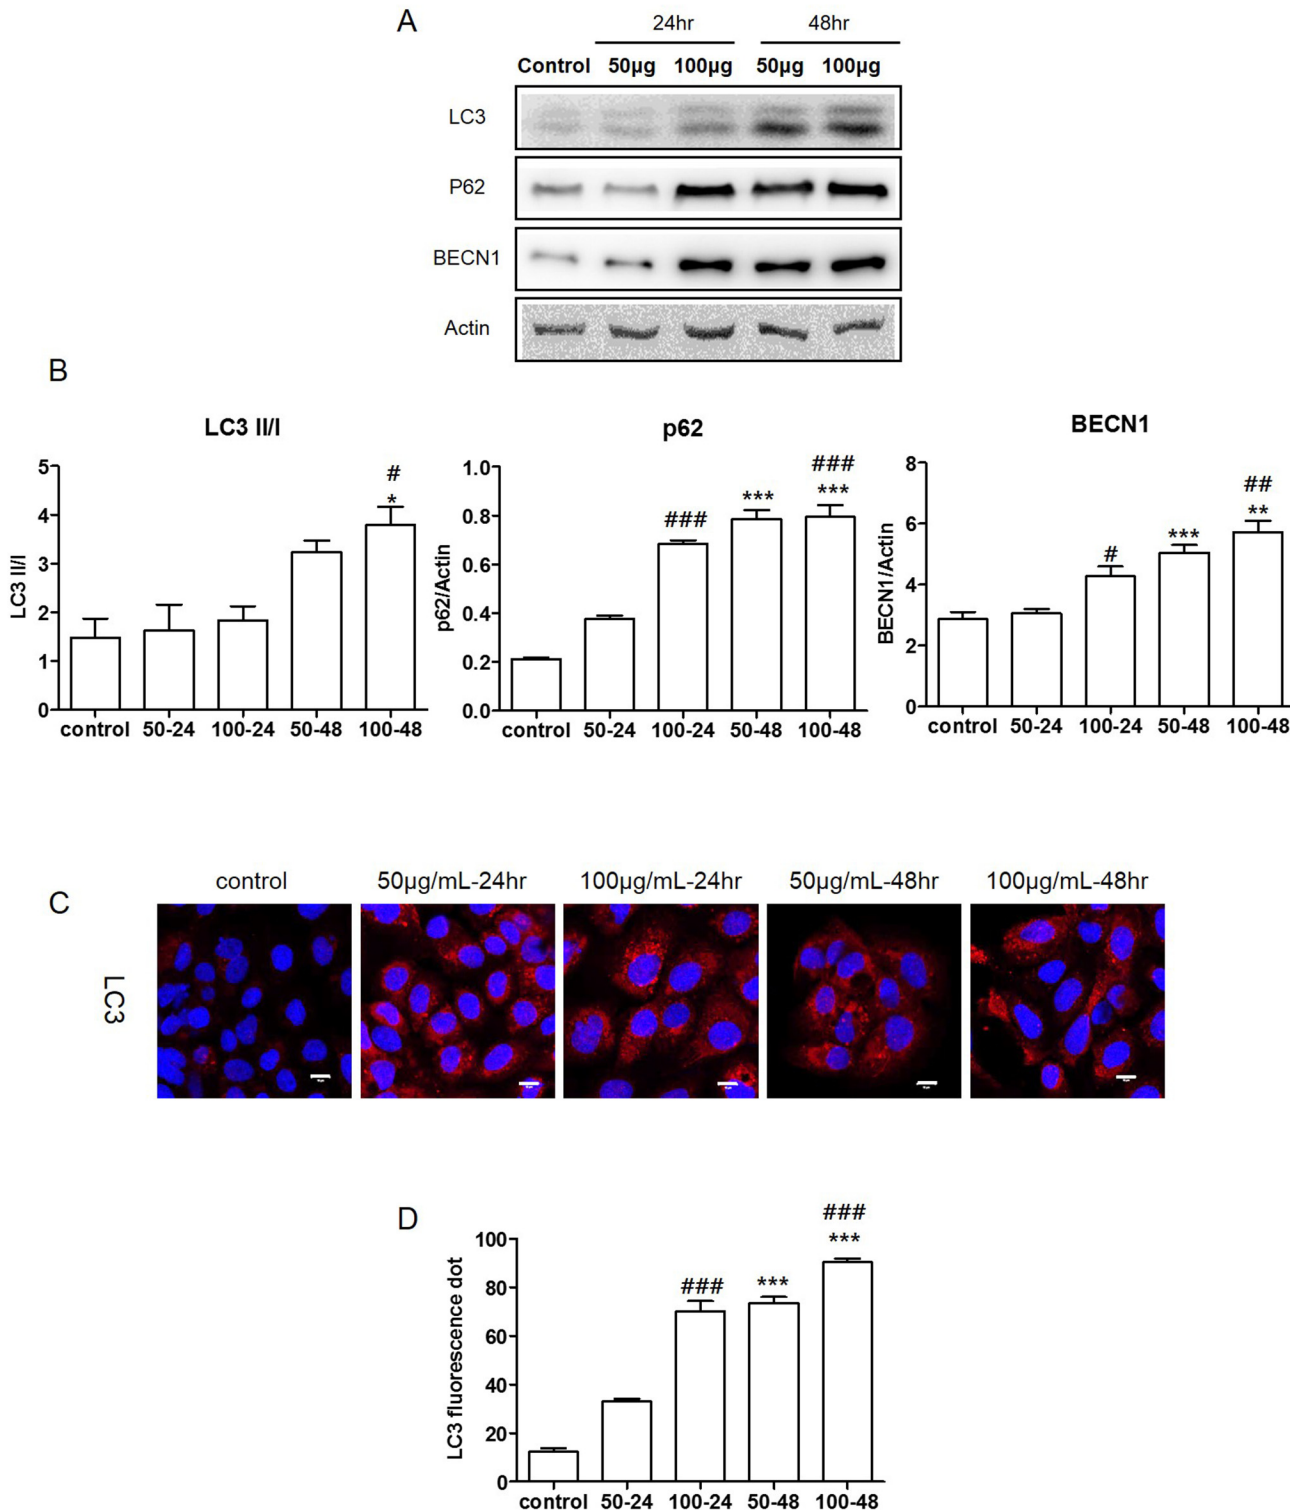 A
24hr 48hr
Control 50µg 100µg 50µg 100µg
LC3
P62
BECN1
Actin
B
LC3 II/I
LC3 II/I
5
4
3
2
1
0
#
*
control 50-24 100-24 50-48 100-48
p62
p62/Actin
1.0
0.8
0.6
0.4
0.2
0.0
###
***
###
***
control 50-24 100-24 50-48 100-48
BECN1
BECN1/Actin
8
6
4
2
0
#
***
##
**
control 50-24 100-24 50-48 100-48
C
control 50µg/mL-24hr 100µg/mL-24hr 50µg/mL-48hr 100µg/mL-48hr
LC3
D
LC3 fluorescence dot
100
80
60
40
20
0
###
***
###
***
control 50-24 100-24 50-48 100-48